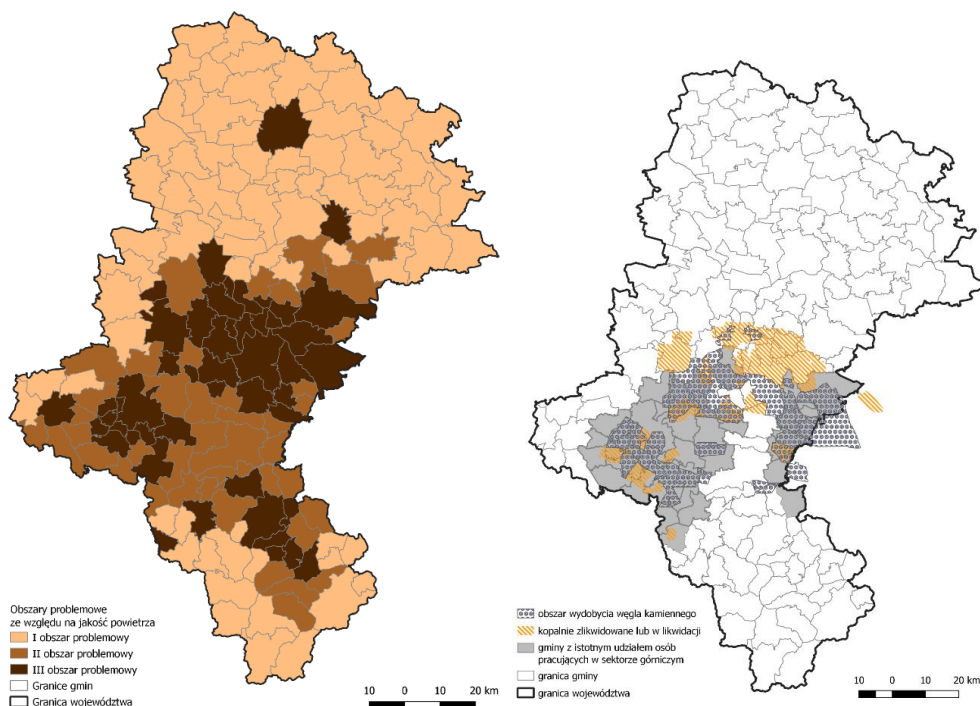 Obszary problemowe
ze względu na jakość powietrza
I obszar problemowy
II obszar problemowy
III obszar problemowy
Granice gmin
Granica województwa
10 0 10 20 km
obszar wydobycia węgla kamiennego
kopalnie zlikwidowane lub w likwidacji
gminy z istotnym udziałem osób
pracujących w sektorze górniczym
granica gminy
granica województwa
10 0 10 20 km